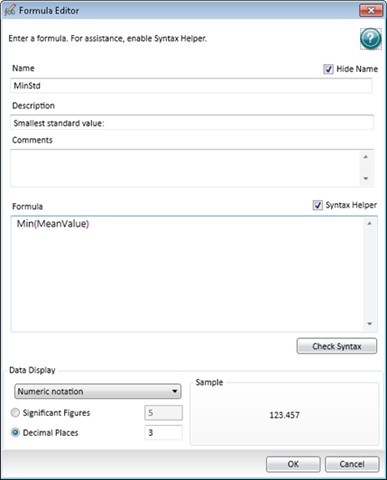 Formula Editor
Enter a formula. For assistance, enable Syntax Helper.
?
Name
Hide Name
MinStd
Description
Smallest standard value:
Comments
Formula
Syntax Helper
Min(MeanValue)
Check Syntax
Data Display
Numeric notation
Sample
Significant Figures
5
123.457
Decimal Places
3
OK
Cancel